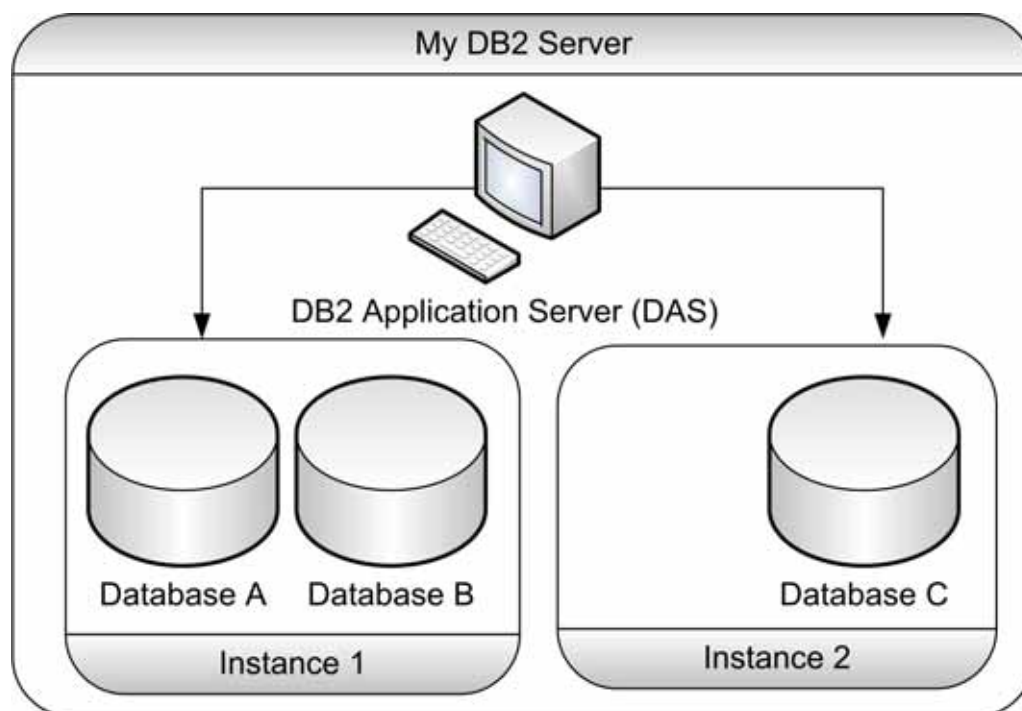 My DB2 Server
DB2 Application Server (DAS)
Database A
Database B
Database C
Instance 1
Instance 2